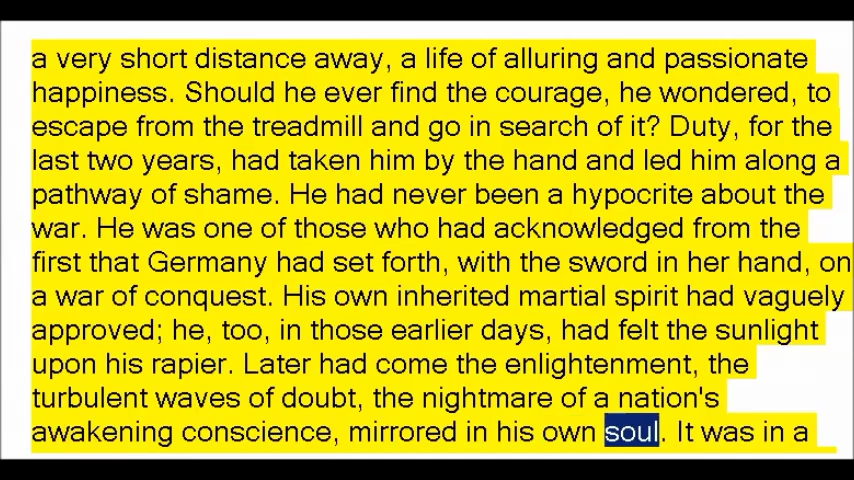 a very short distance away, a life of alluring and passionate
happiness. Should he ever find the courage, he wondered, to
escape from the treadmill and go in search of it? Duty, for the
last two years, had taken him by the hand and led him along a
pathway of shame. He had never been a hypocrite about the
war. He was one of those who had acknowledged from the
first that Germany had set forth, with the sword in her hand, on
a war of conquest. His own inherited martial spirit had vaguely
approved; he, too, in those earlier days, had felt the sunlight
upon his rapier. Later had come the enlightenment, the
turbulent waves of doubt, the nightmare of a nation's
awakening conscience, mirrored in his own soul. It was in a